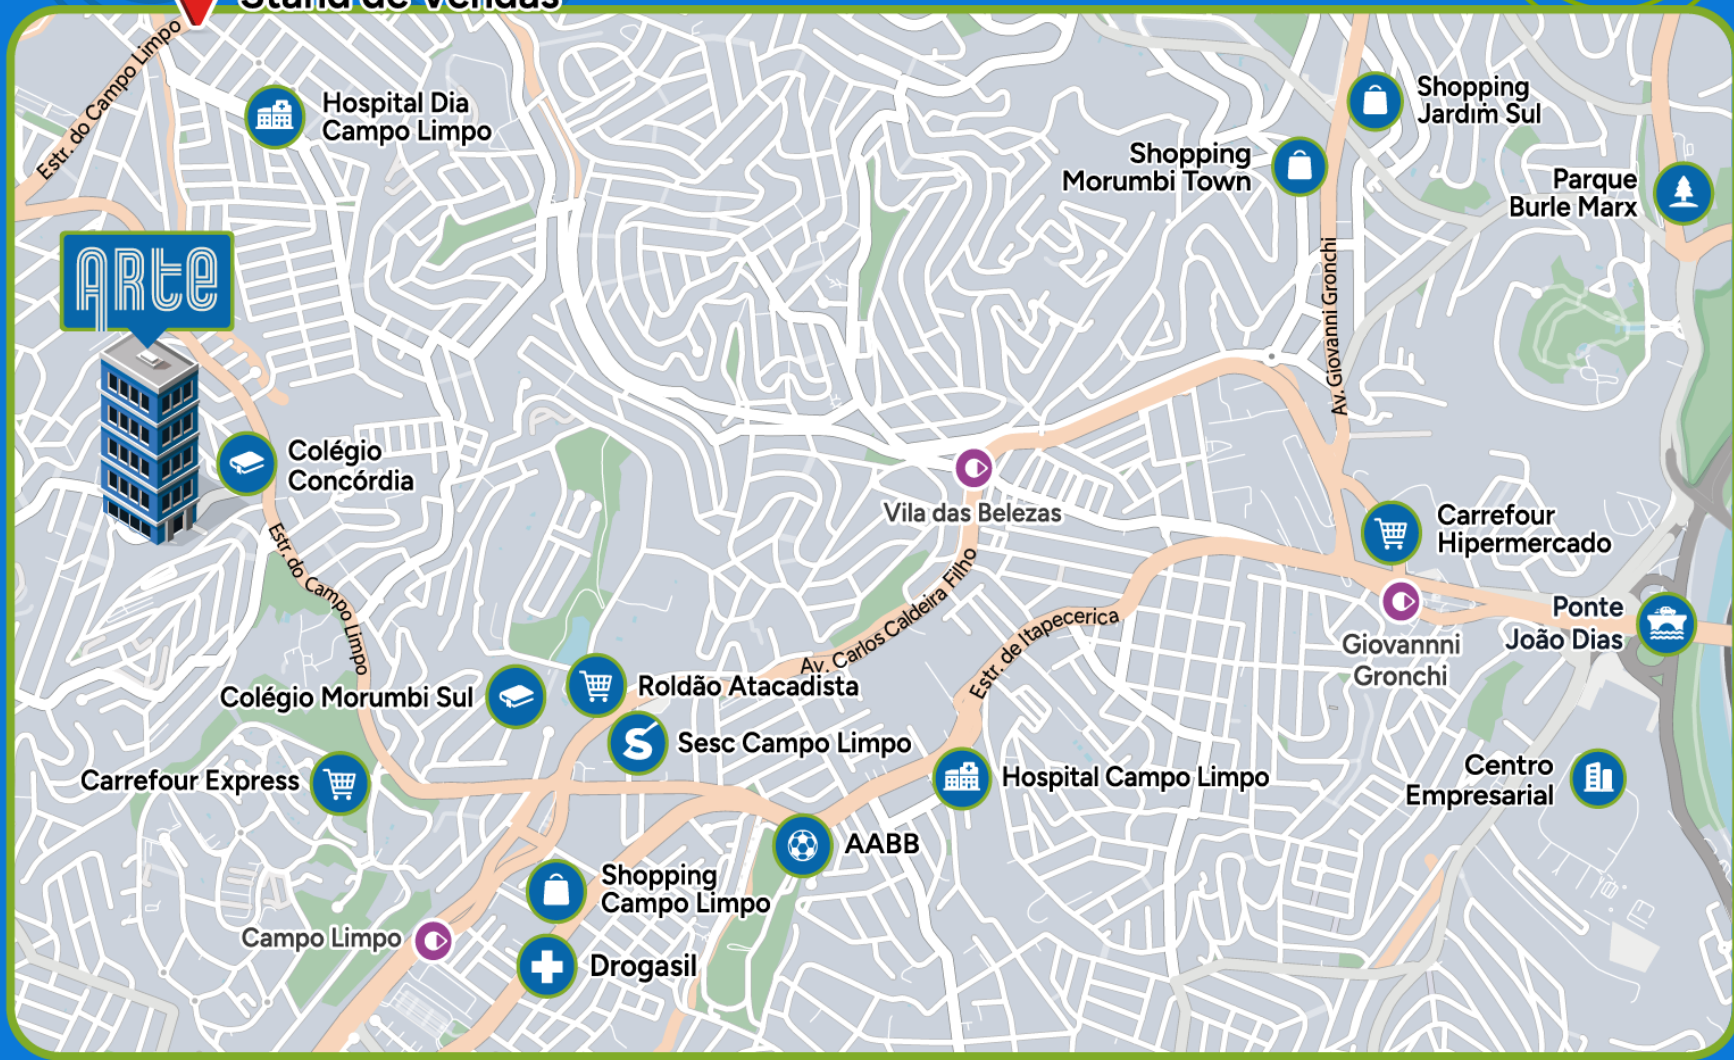 Stand de Vendas
Estr. do Campo Limpo
Hospital Dia
Campo Limpo
Shopping
Jardim Sul
Shopping
Morumbi Town
Parque
Burle Marx
ARte
Av. Giovanni Gronchi
Colégio
Concórdia
Vila das Belezas
Carrefour
Hipermercado
Estr. do Campo Limpo
Av. Carlos Caldeira Filho
Estr. de Itapecerica
Ponte
João Dias
Giovannni
Gronchi
Colégio Morumbi Sul
Roldão Atacadista
Sesc Campo Limpo
Carrefour Express
Hospital Campo Limpo
Centro
Empresarial
AABB
Shopping
Campo Limpo
Campo Limpo
Drogasil